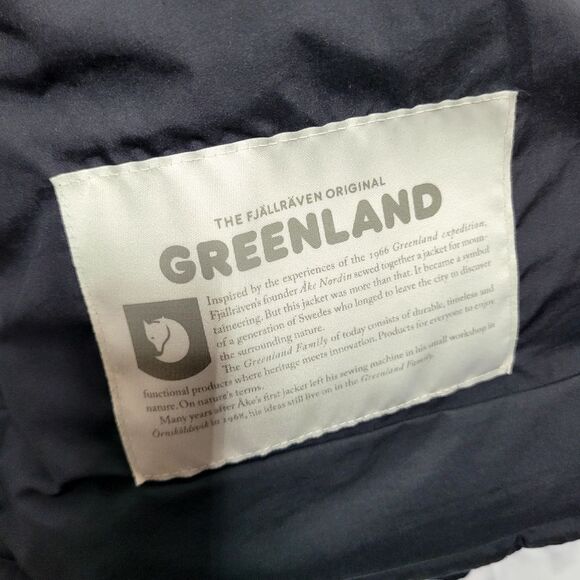 THE FJÄLLRÄVEN ORIGINAL
GREENLAND
Inspired by the experiences of the 1966 Greenland expedition,
Fjällräven's founder Åke Nordin sewed together a jacket for moun-
taineering. But this jacket was more than that. It became a symbol
of a generation of Swedes who longed to leave the city to discover
the surrounding nature.
The Greenland Family of today consists of durable, timeless and
functional products where heritage meets innovation. Products for everyone to enjoy
nature. On nature's terms.
Many years after Åke's first jacket left his sewing machine in his small workshop in
Örnsköldsvik in 1968, his ideas still live on in the Greenland Family.